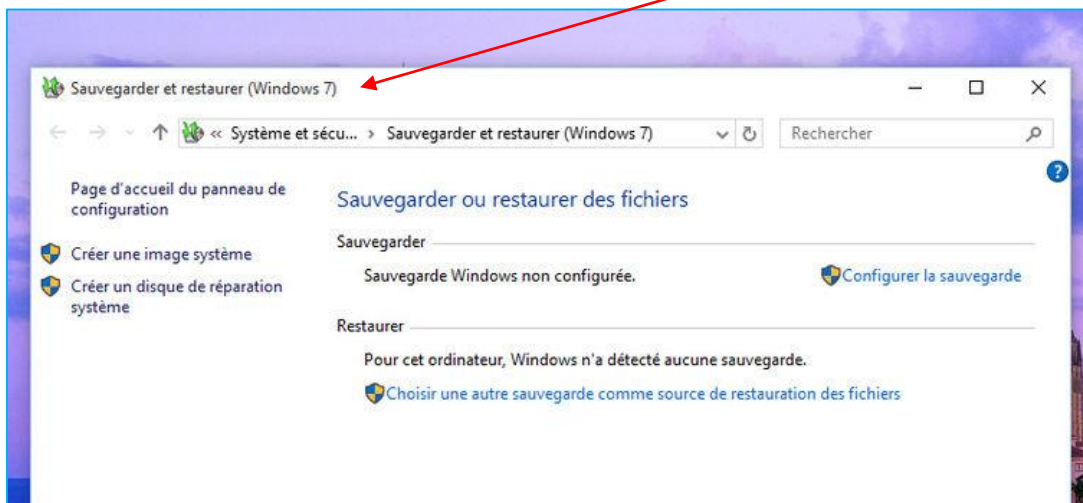 Sauvegarder et restaurer (Windows 7)
« Système et sécu... › Sauvegarder et restaurer (Windows 7)
Rechercher
Page d'accueil du panneau de
configuration
Créer une image système
Créer un disque de réparation
système
Sauvegarder ou restaurer des fichiers
Sauvegarder
Sauvegarde Windows non configurée.
Configurer la sauvegarde
Restaurer
Pour cet ordinateur, Windows n'a détecté aucune sauvegarde.
Choisir une autre sauvegarde comme source de restauration des fichiers